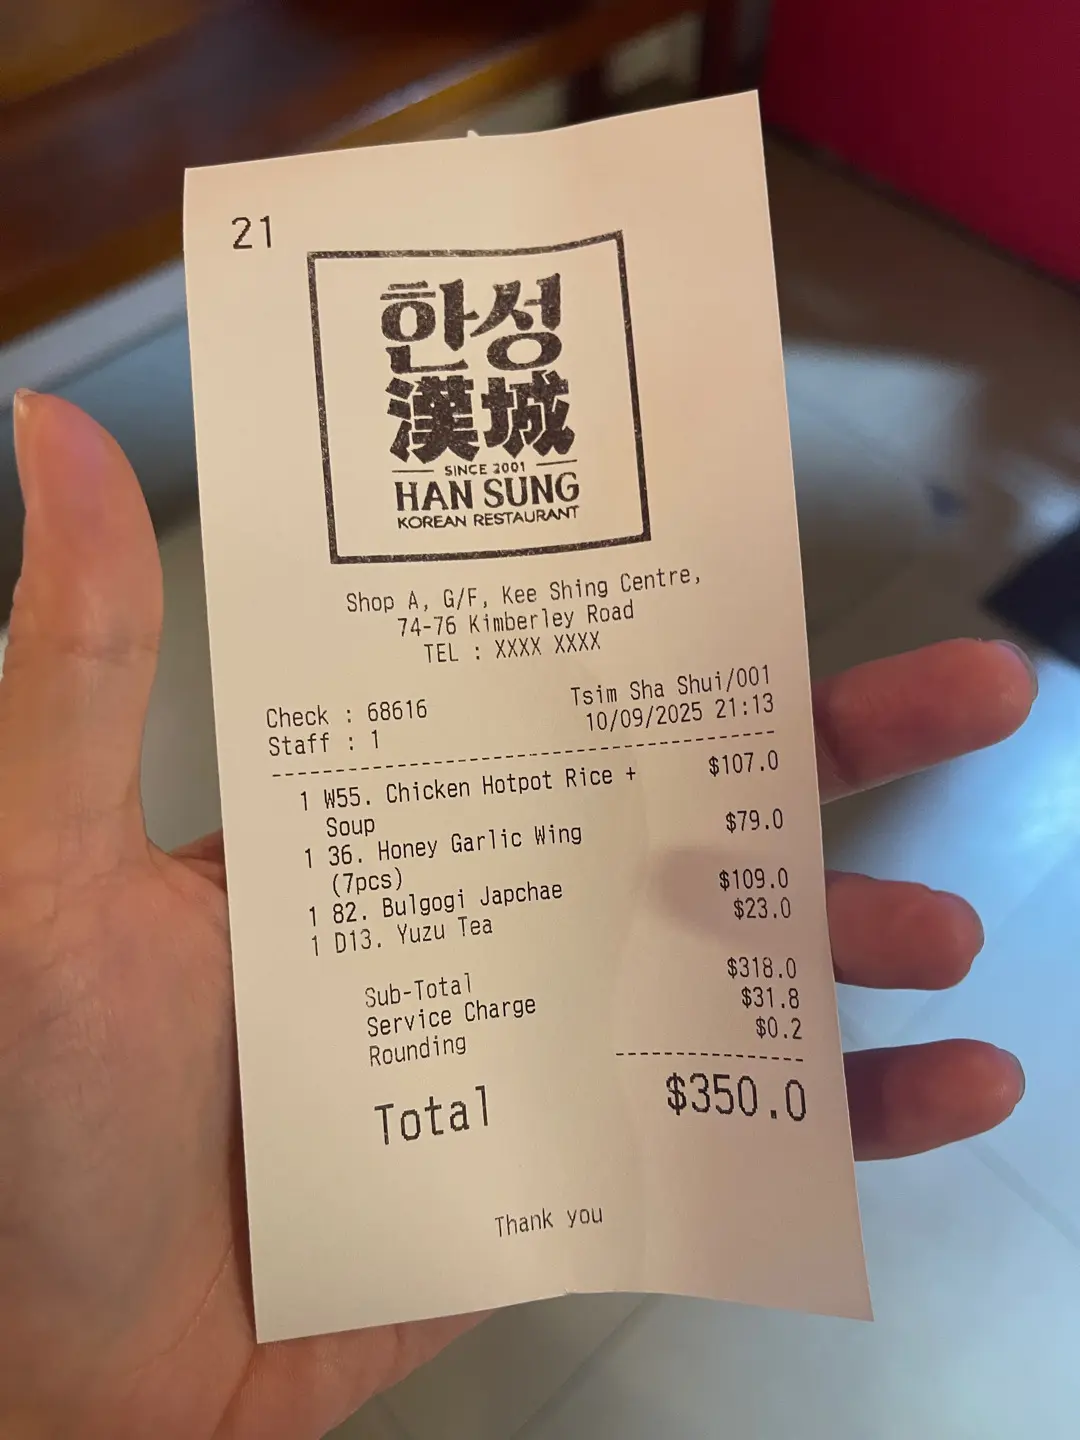 21
한성
漢城
SINCE 2001
HAN SUNG
KOREAN RESTAURANT
Shop A, G/F, Kee Shing Centre,
74-76 Kimberley Road
TEL : XXXX XXXX
Tsim Sha Shui/001
Check : 68616 10/09/2025 21:13
Staff : 1
1 W55. Chicken Hotpot Rice + $107.0
Soup
1 36. Honey Garlic Wing $79.0
(7pcs)
1 82. Bulgogi Japchae $109.0
1 D13. Yuzu Tea $23.0
Sub-Total $318.0
Service Charge $31.8
Rounding $0.2
Total $350.0
Thank you